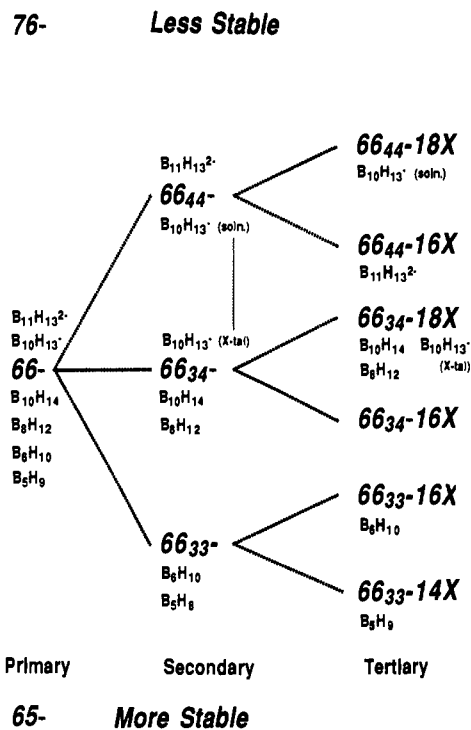 76- Less Stable
66₄₄-18X
B₁₀H₁₃⁻ (soln.)
B₁₁H₁₃²⁻
66₄₄-
B₁₀H₁₃⁻ (soln.)
66₄₄-16X
B₁₁H₁₃²⁻
B₁₁H₁₃²⁻
B₁₀H₁₃⁻
66-
B₁₀H₁₄
B₈H₁₂
B₆H₁₀
B₅H₉
B₁₀H₁₃⁻ (X-tal)
66₃₄-
B₁₀H₁₄
B₈H₁₂
66₃₄-18X
B₁₀H₁₄ B₁₀H₁₃⁻
B₈H₁₂ (X-tal)
66₃₄-16X
66₃₃-16X
B₆H₁₀
66₃₃-
B₆H₁₀
B₅H₈
66₃₃-14X
B₅H₉
Primary Secondary Tertiary
65- More Stable